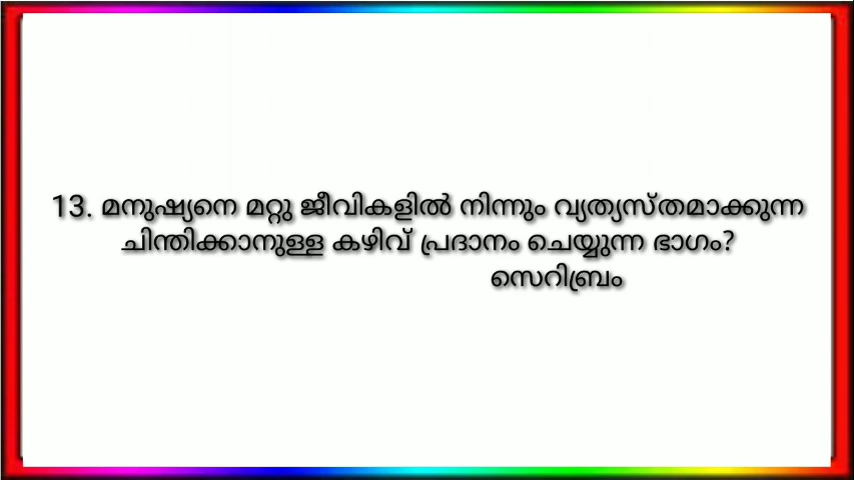 13. മനുഷ്യനെ മറ്റു ജീവികളിൽ നിന്നും വ്യത്യസ്തമാക്കുന്ന
ചിന്തിക്കാനുള്ള കഴിവ് പ്രദാനം ചെയ്യുന്ന ഭാഗം?
സെറിബ്രം